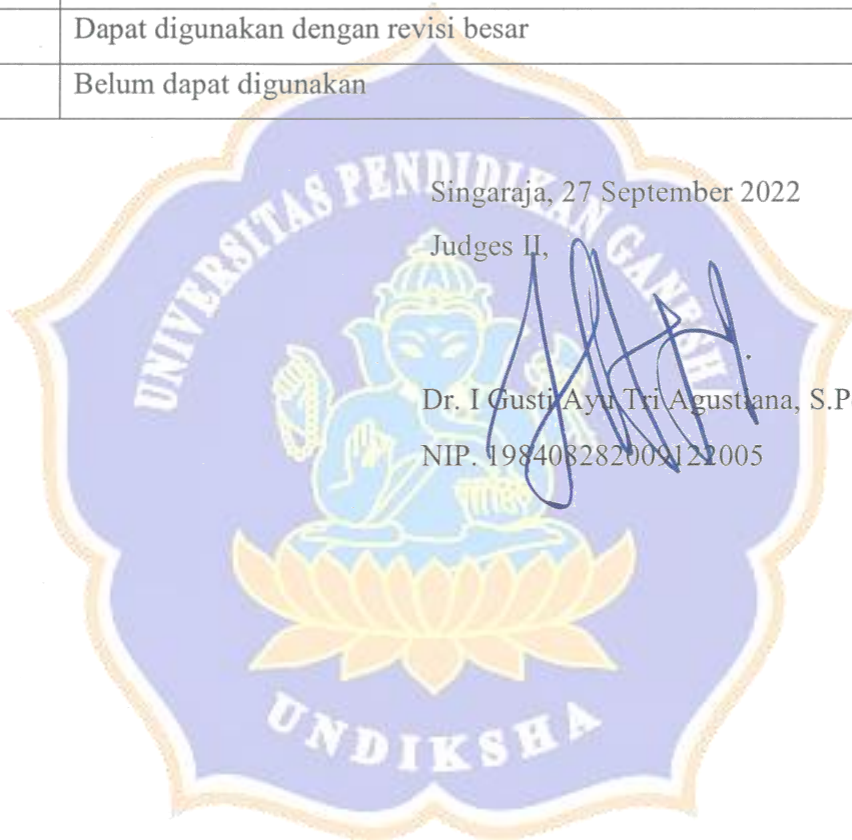 Dapat digunakan dengan revisi besar
Belum dapat digunakan
Singaraja, 27 September 2022
Judges II,
Dr. I Gusti Ayu Tri Agustiana, S.P
NIP. 198408282009122005
UNIVERSITAS PENDIDIKAN GANESHA
UNDIKSHA